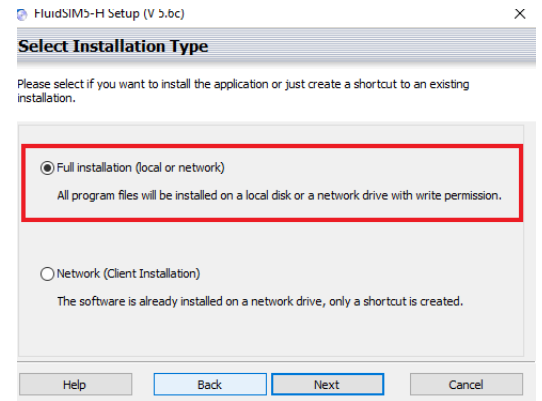 FluidSIM5-H Setup (V 5.6c)
Select Installation Type
Please select if you want to install the application or just create a shortcut to an existing
installation.
Full installation (local or network)
All program files will be installed on a local disk or a network drive with write permission.
Network (Client Installation)
The software is already installed on a network drive, only a shortcut is created.
Help Back Next Cancel